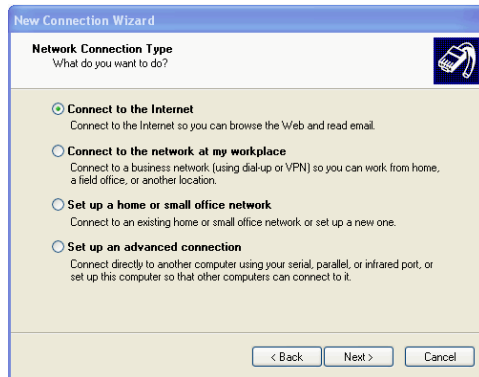 New Connection Wizard
Network Connection Type
What do you want to do?
Connect to the Internet
Connect to the Internet so you can browse the Web and read email.
Connect to the network at my workplace
Connect to a business network (using dial-up or VPN) so you can work from home,
a field office, or another location.
Set up a home or small office network
Connect to an existing home or small office network or set up a new one.
Set up an advanced connection
Connect directly to another computer using your serial, parallel, or infrared port, or
set up this computer so that other computers can connect to it.
< Back Next > Cancel